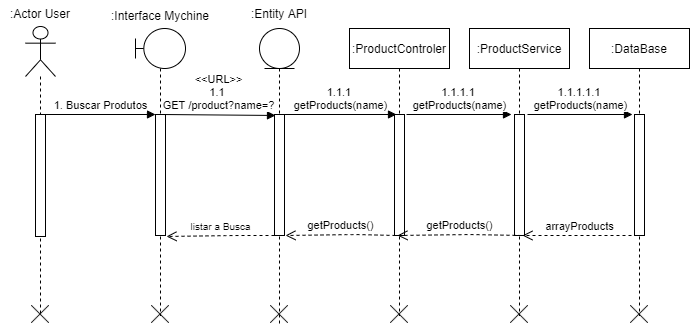 :Actor User
:Interface Mychine
:Entity API
:ProductControler
:ProductService
:DataBase
<<URL>>
1. Buscar Produtos
1.1
GET /product?name=?
1.1.1
getProducts(name)
1.1.1.1
getProducts(name)
1.1.1.1.1
getProducts(name)
listar a Busca
getProducts()
getProducts()
arrayProducts